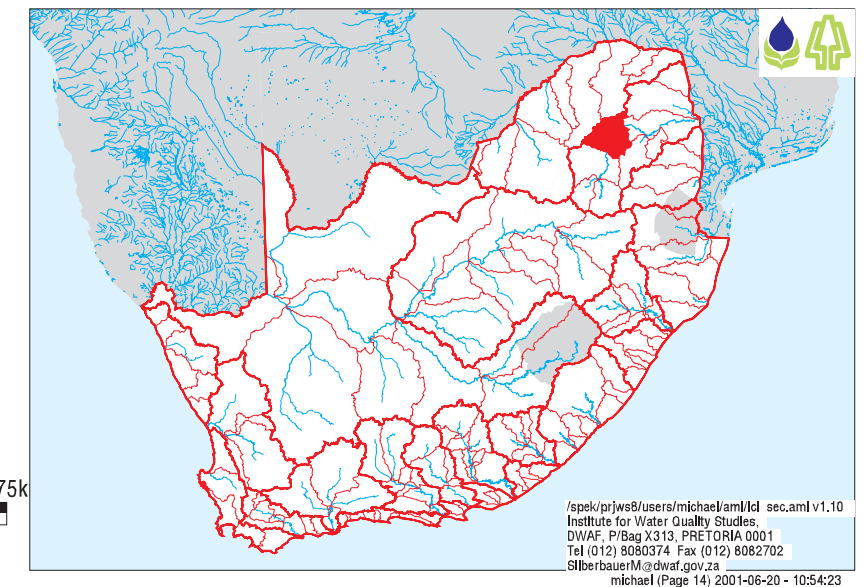 75k
/spek/prjws8/users/michael/aml/lcl_sec.aml v1.10
Institute for Water Quality Studies,
DWAF, P/Bag X313, PRETORIA 0001
Tel (012) 8080374 Fax (012) 8082702
SilberbauerM@dwaf.gov.za
michael (Page 14) 2001-06-20 - 10:54:23